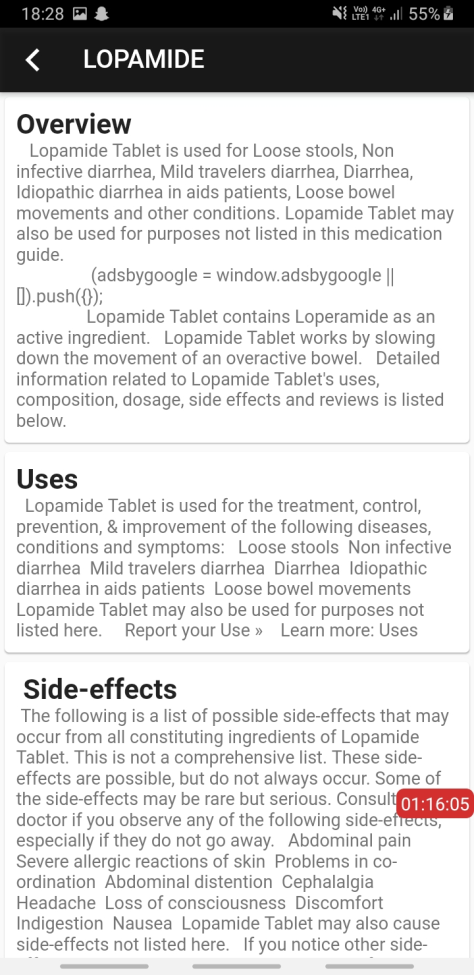 18:28 Vo)) 4G+ LTE1 55%
LOPAMIDE
Overview
Lopamide Tablet is used for Loose stools, Non
infective diarrhea, Mild travelers diarrhea, Diarrhea,
Idiopathic diarrhea in aids patients, Loose bowel
movements and other conditions. Lopamide Tablet may
also be used for purposes not listed in this medication
guide.
(adsbygoogle = window.adsbygoogle ||
[]).push({});
Lopamide Tablet contains Loperamide as an
active ingredient. Lopamide Tablet works by slowing
down the movement of an overactive bowel. Detailed
information related to Lopamide Tablet's uses,
composition, dosage, side effects and reviews is listed
below.
Uses
Lopamide Tablet is used for the treatment, control,
prevention, & improvement of the following diseases,
conditions and symptoms: Loose stools Non infective
diarrhea Mild travelers diarrhea Diarrhea Idiopathic
diarrhea in aids patients Loose bowel movements
Lopamide Tablet may also be used for purposes not
listed here. Report your Use » Learn more: Uses
Side-effects
The following is a list of possible side-effects that may
occur from all constituting ingredients of Lopamide
Tablet. This is not a comprehensive list. These side-
effects are possible, but do not always occur. Some of
the side-effects may be rare but serious. Consult
01:16:05
doctor if you observe any of the following side-effects,
especially if they do not go away. Abdominal pain
Severe allergic reactions of skin Problems in co-
ordination Abdominal distention Cephalalgia
Headache Loss of consciousness Discomfort
Indigestion Nausea Lopamide Tablet may also cause
side-effects not listed here. If you notice other side-